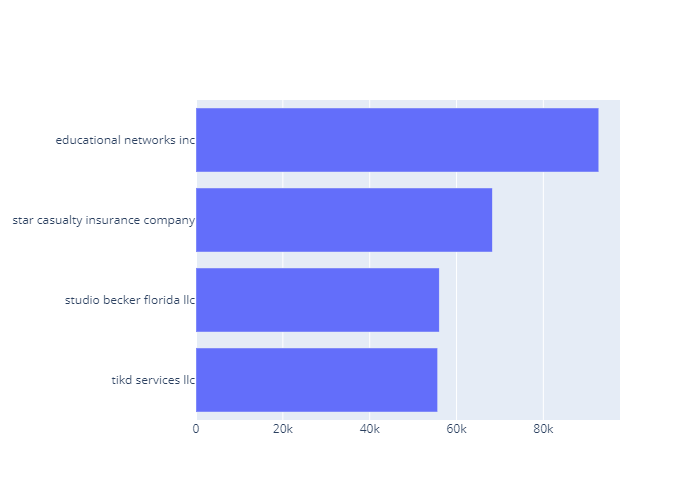 educational networks inc
star casualty insurance company
studio becker florida llc
tikd services llc
0 20k 40k 60k 80k